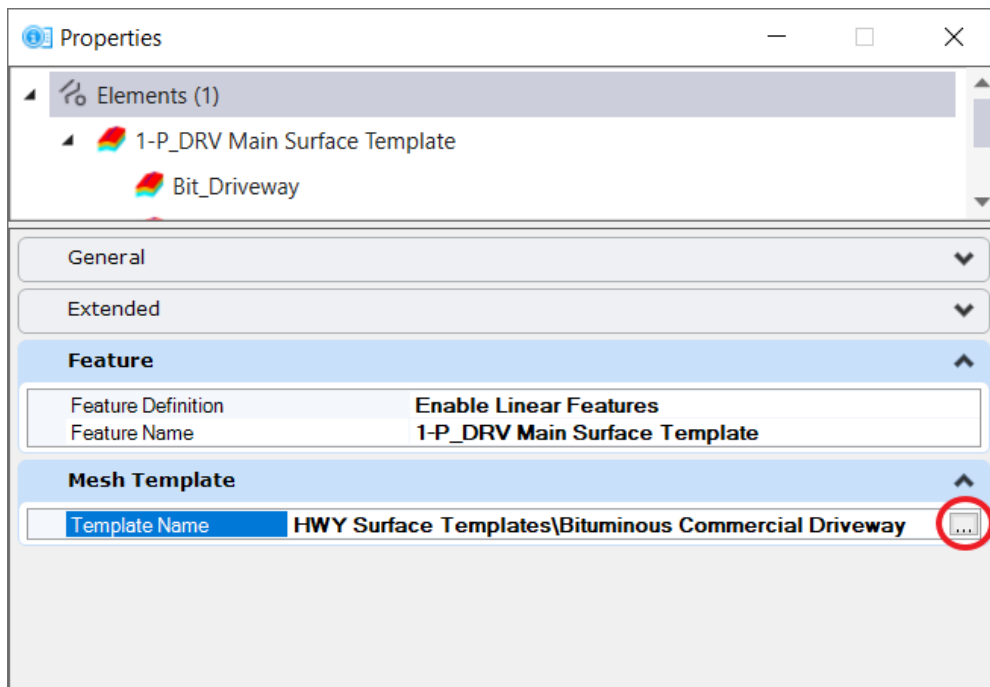 Properties
Elements (1)
1-P_DRV Main Surface Template
Bit_Driveway
General
Extended
Feature
Feature Definition Enable Linear Features
Feature Name 1-P_DRV Main Surface Template
Mesh Template
Template Name HWY Surface Templates\Bituminous Commercial Driveway ...